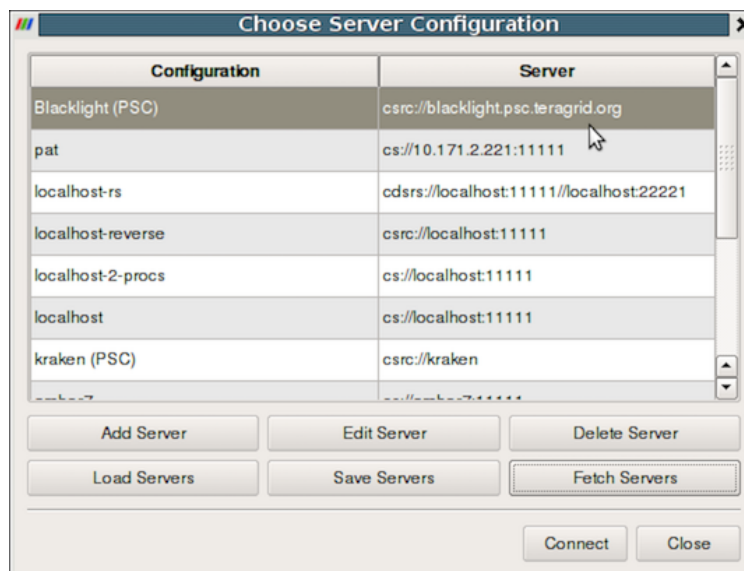 Choose Server Configuration
Configuration Server
Blacklight (PSC) csrc://blacklight.psc.teragrid.org
pat cs://10.171.2.221:11111
localhost-rs cdsrs://localhost:11111//localhost:22221
localhost-reverse csrc://localhost:11111
localhost-2-procs cs://localhost:11111
localhost cs://localhost:11111
kraken (PSC) csrc://kraken
Add Server Edit Server Delete Server
Load Servers Save Servers Fetch Servers
Connect Close